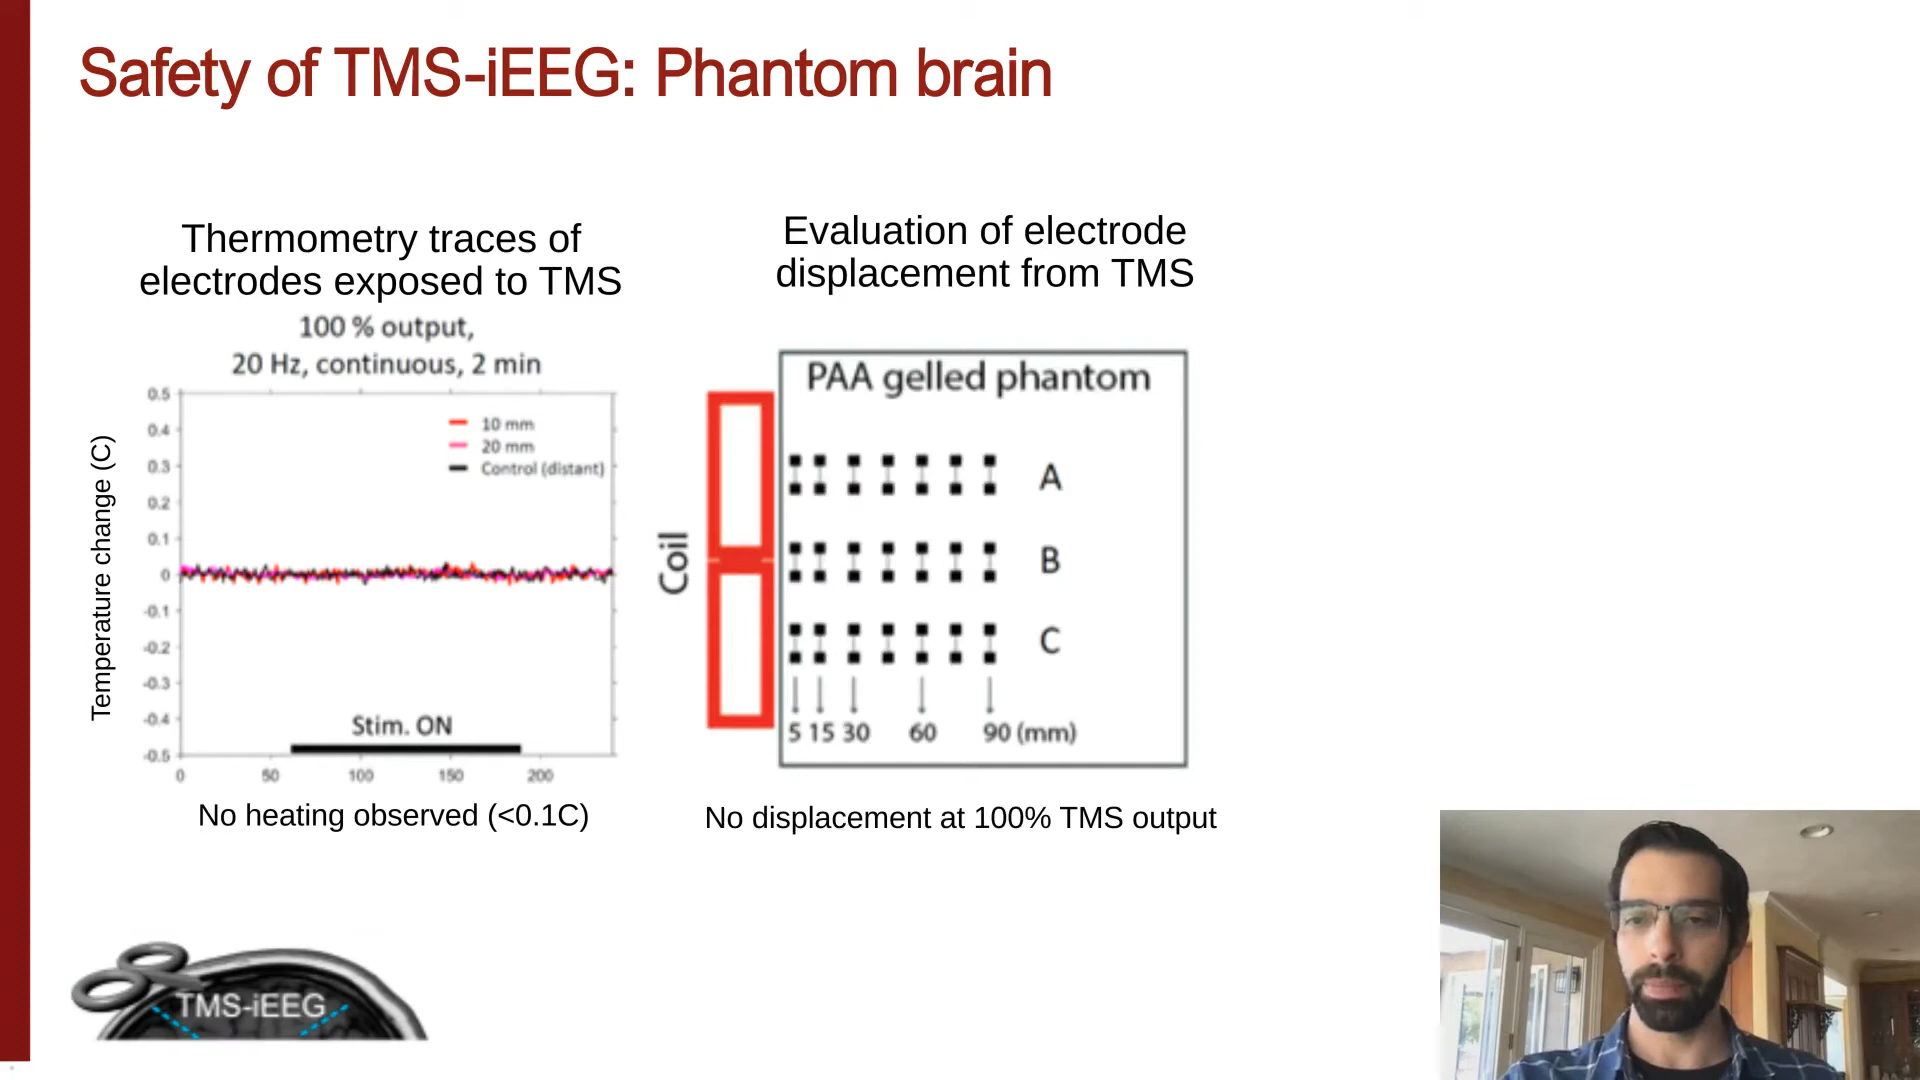 Safety of TMS-iEEG: Phantom brain
Thermometry traces of
electrodes exposed to TMS
100 % output,
20 Hz, continuous, 2 min
Temperature change (C)
0.5
0.4
0.3
0.2
0.1
0
-0.1
-0.2
-0.3
-0.4
-0.5
10 mm
20 mm
Control (distant)
Stim. ON
0 50 100 150 200
No heating observed (<0.1C)
Evaluation of electrode
displacement from TMS
PAA gelled phantom
Coil
A
B
C
5 15 30 60 90 (mm)
No displacement at 100% TMS output
TMS-iEEG